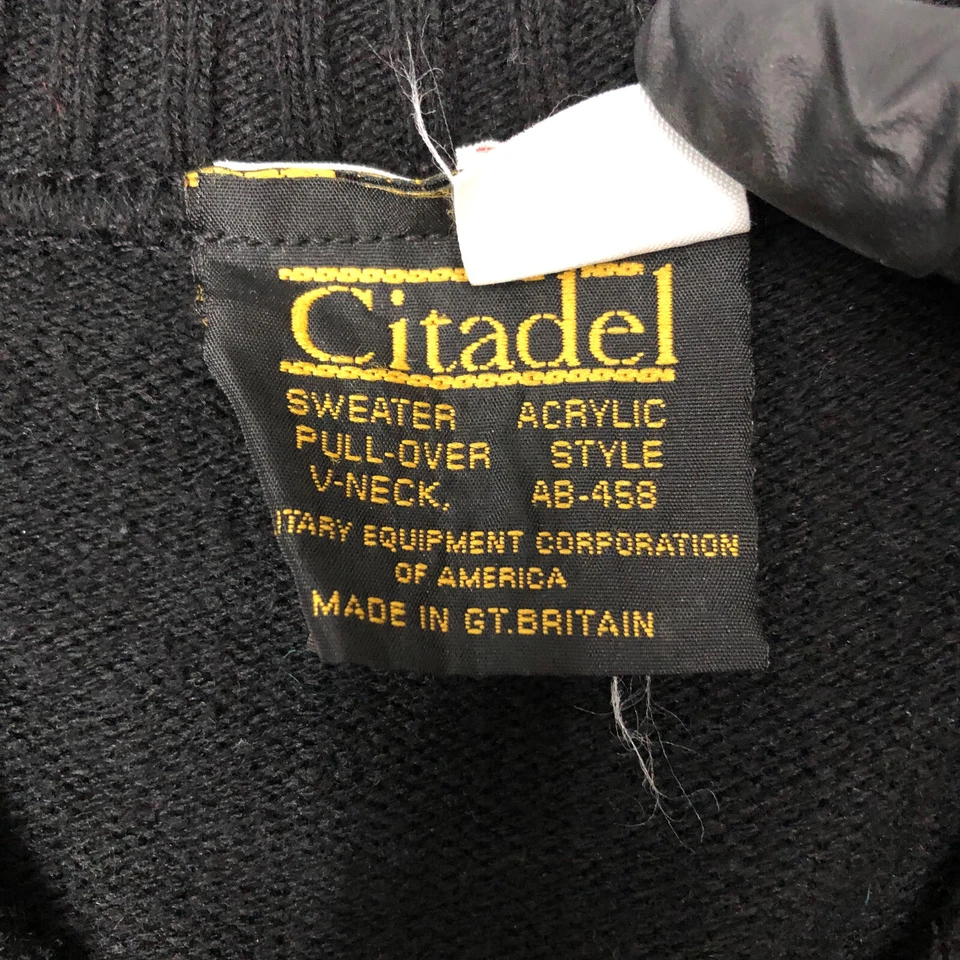 Citadel
SWEATER ACRYLIC
PULL-OVER STYLE
V-NECK, AB-458
ITARY EQUIPMENT CORPORATION
OF AMERICA
MADE IN GT.BRITAIN